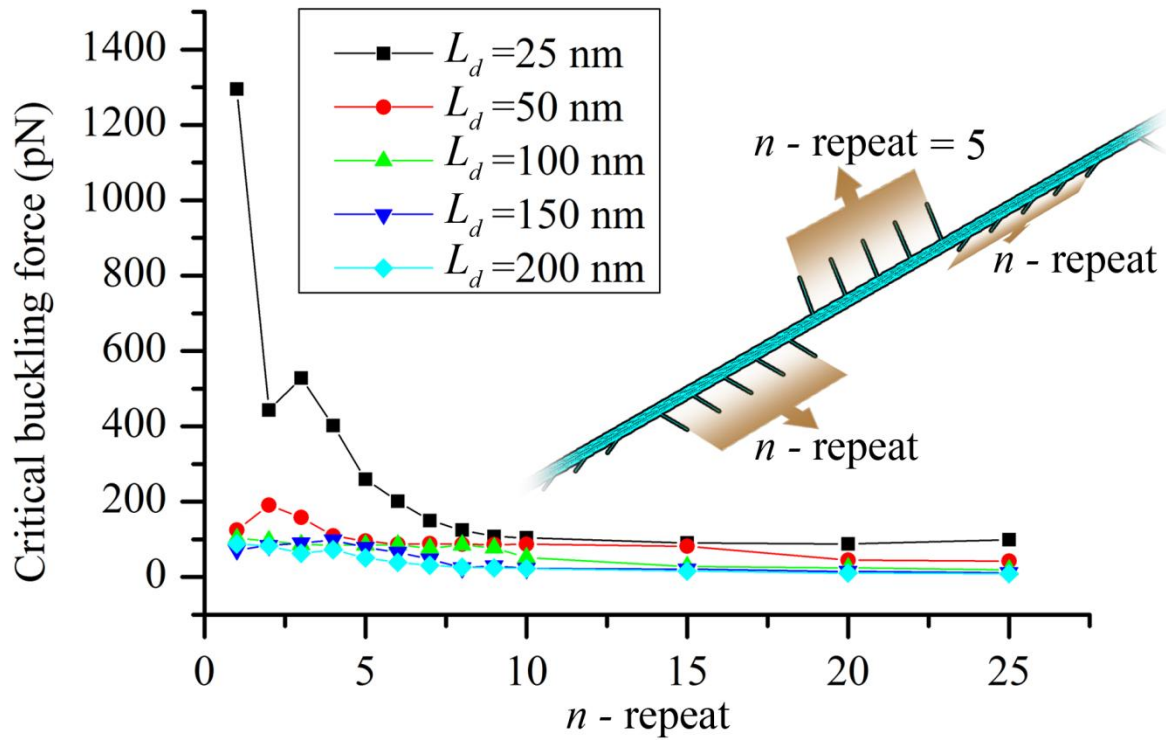 Critical buckling force (pN)
1400
1200
1000
800
600
400
200
0
L_d=25 nm
L_d=50 nm
L_d=100 nm
L_d=150 nm
L_d=200 nm
n - repeat = 5
n - repeat
n - repeat
0
5
10
15
20
25
n - repeat